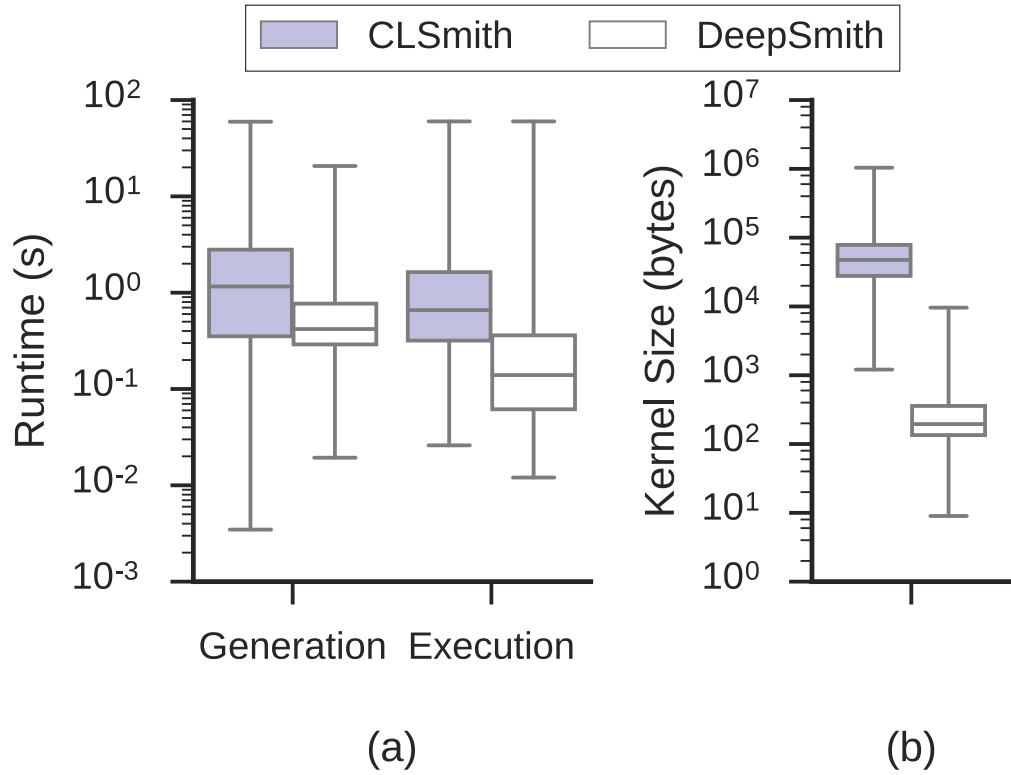 CLSmith DeepSmith
Runtime (s)
10²
10¹
10⁰
10⁻¹
10⁻²
10⁻³
Generation Execution
(a)
Kernel Size (bytes)
10⁷
10⁶
10⁵
10⁴
10³
10²
10¹
10⁰
(b)